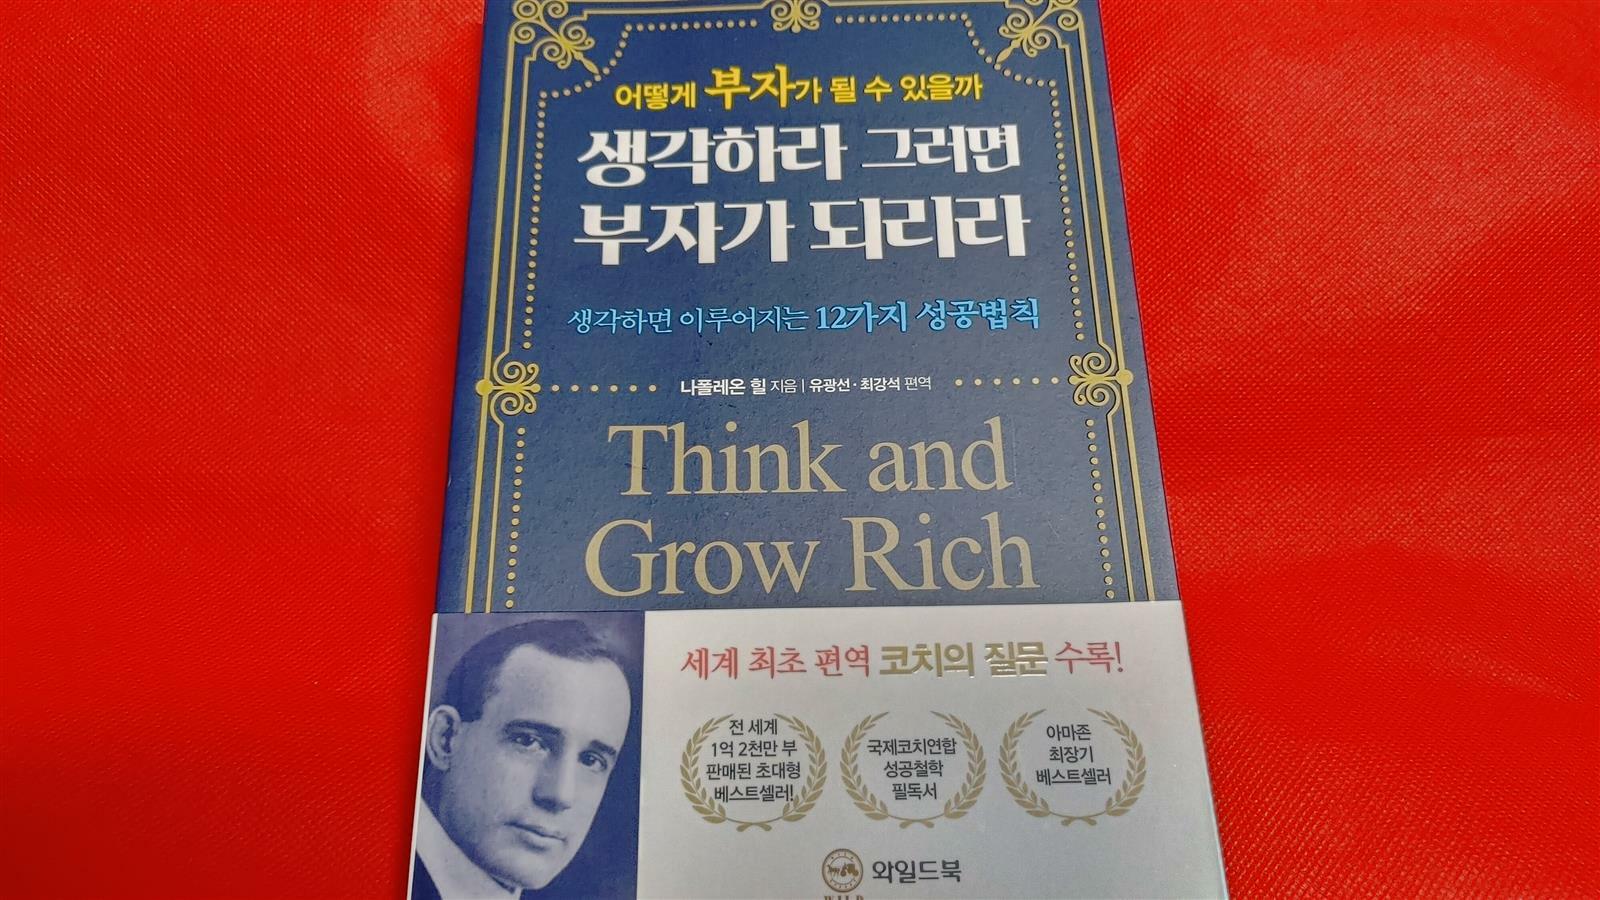 어떻게 부자가 될 수 있을까
생각하라 그러면
부자가 되리라
생각하면 이루어지는 12가지 성공법칙
나폴레온 힐 지음 | 유광선·최강석 편역
Think and
Grow Rich
세계 최초 편역 코치의 질문 수록!
전 세계
1억 2천만 부
판매된 초대형
베스트셀러!
국제코치연합
성공철학
필독서
아마존
최장기
베스트셀러
와일드북
WILD